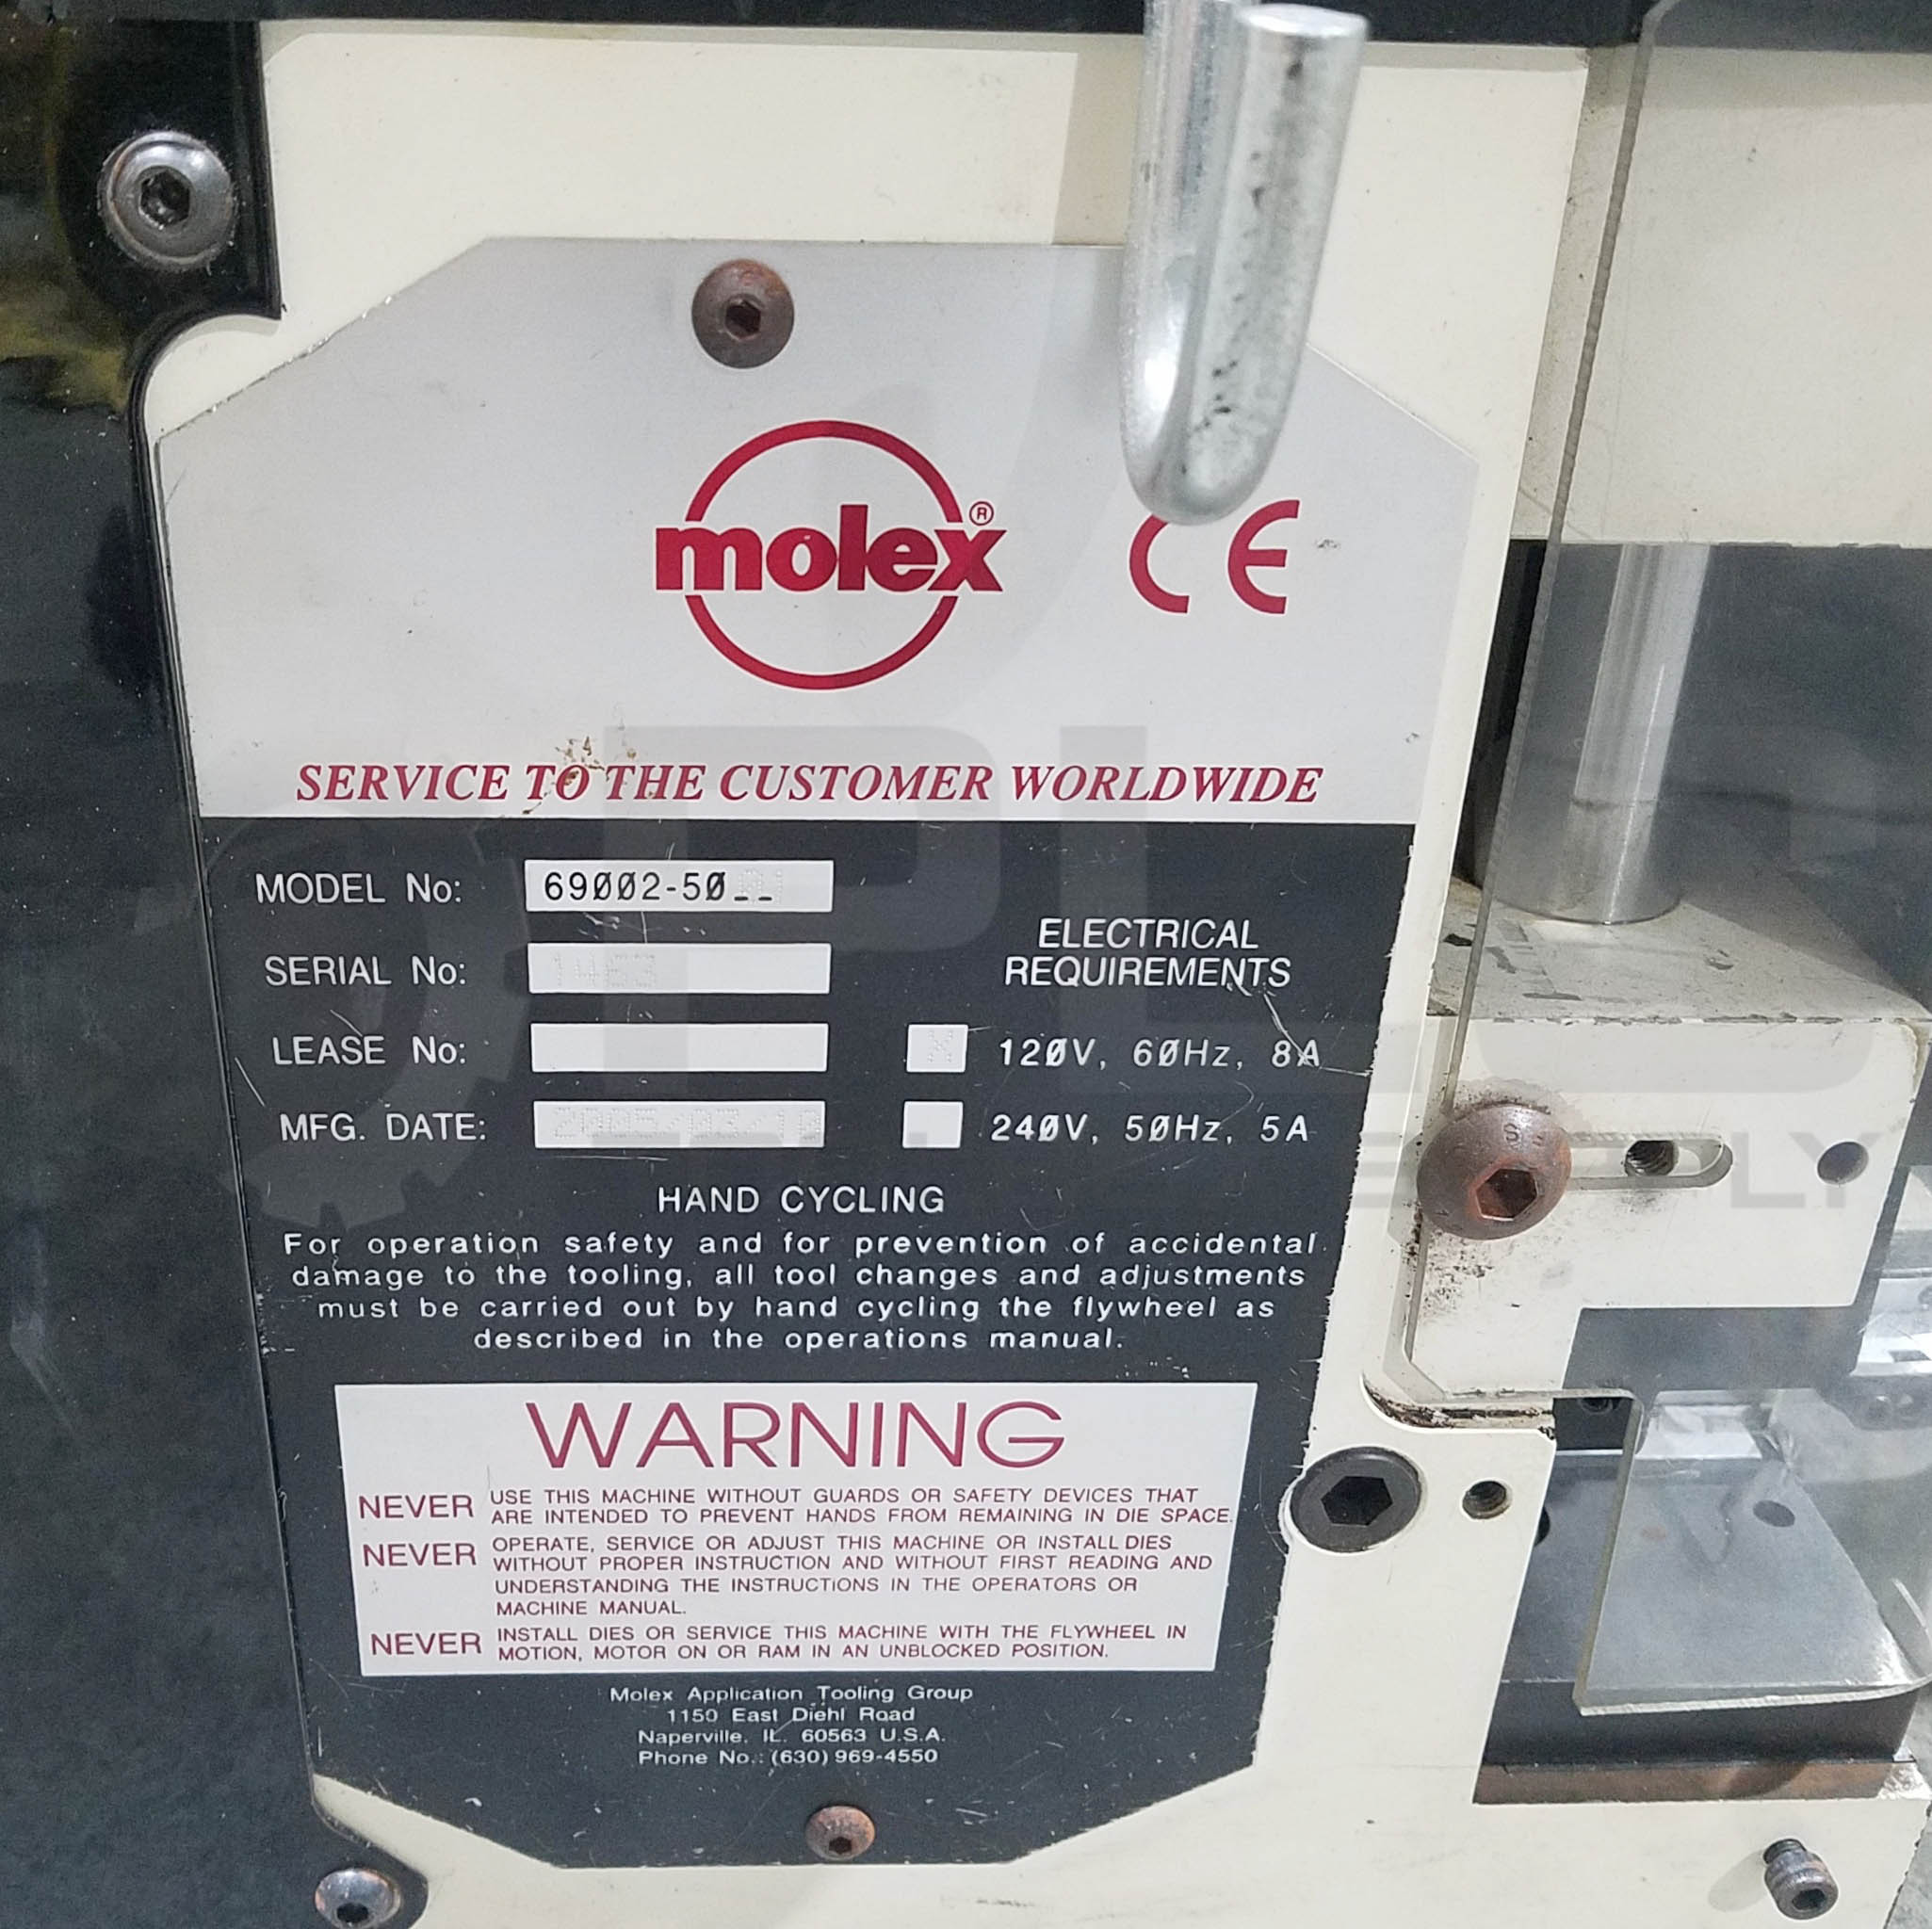 molex® CE
SERVICE TO THE CUSTOMER WORLDWIDE
MODEL No: 69002-50
SERIAL No: 1463
LEASE No:
MFG. DATE: 2005/03/10
ELECTRICAL
REQUIREMENTS
X 120V, 60Hz, 8A
240V, 50Hz, 5A
HAND CYCLING
For operation safety and for prevention of accidental
damage to the tooling, all tool changes and adjustments
must be carried out by hand cycling the flywheel as
described in the operations manual.
WARNING
NEVER USE THIS MACHINE WITHOUT GUARDS OR SAFETY DEVICES THAT
ARE INTENDED TO PREVENT HANDS FROM REMAINING IN DIE SPACE.
NEVER OPERATE, SERVICE OR ADJUST THIS MACHINE OR INSTALL DIES
WITHOUT PROPER INSTRUCTION AND WITHOUT FIRST READING AND
UNDERSTANDING THE INSTRUCTIONS IN THE OPERATORS OR
MACHINE MANUAL.
NEVER INSTALL DIES OR SERVICE THIS MACHINE WITH THE FLYWHEEL IN
MOTION, MOTOR ON OR RAM IN AN UNBLOCKED POSITION.
Molex Application Tooling Group
1150 East Diehl Road
Naperville, IL. 60563 U.S.A.
Phone No.: (630) 969-4550